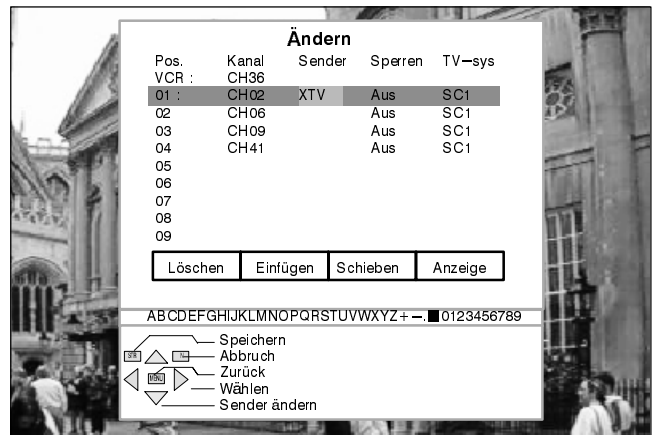 Ändern
Pos. Kanal Sender Sperren TV–sys
VCR : CH36
01 : CH02 XTV Aus SC1
02 CH06 Aus SC1
03 CH09 Aus SC1
04 CH41 Aus SC1
05
06
07
08
09
Löschen Einfügen Schieben Anzeige
ABCDEFGHIJKLMNOPQRSTUVWXYZ+–.■0123456789
Speichern
STR N
Abbruch
Zurück
MENU
Wählen
Sender ändern